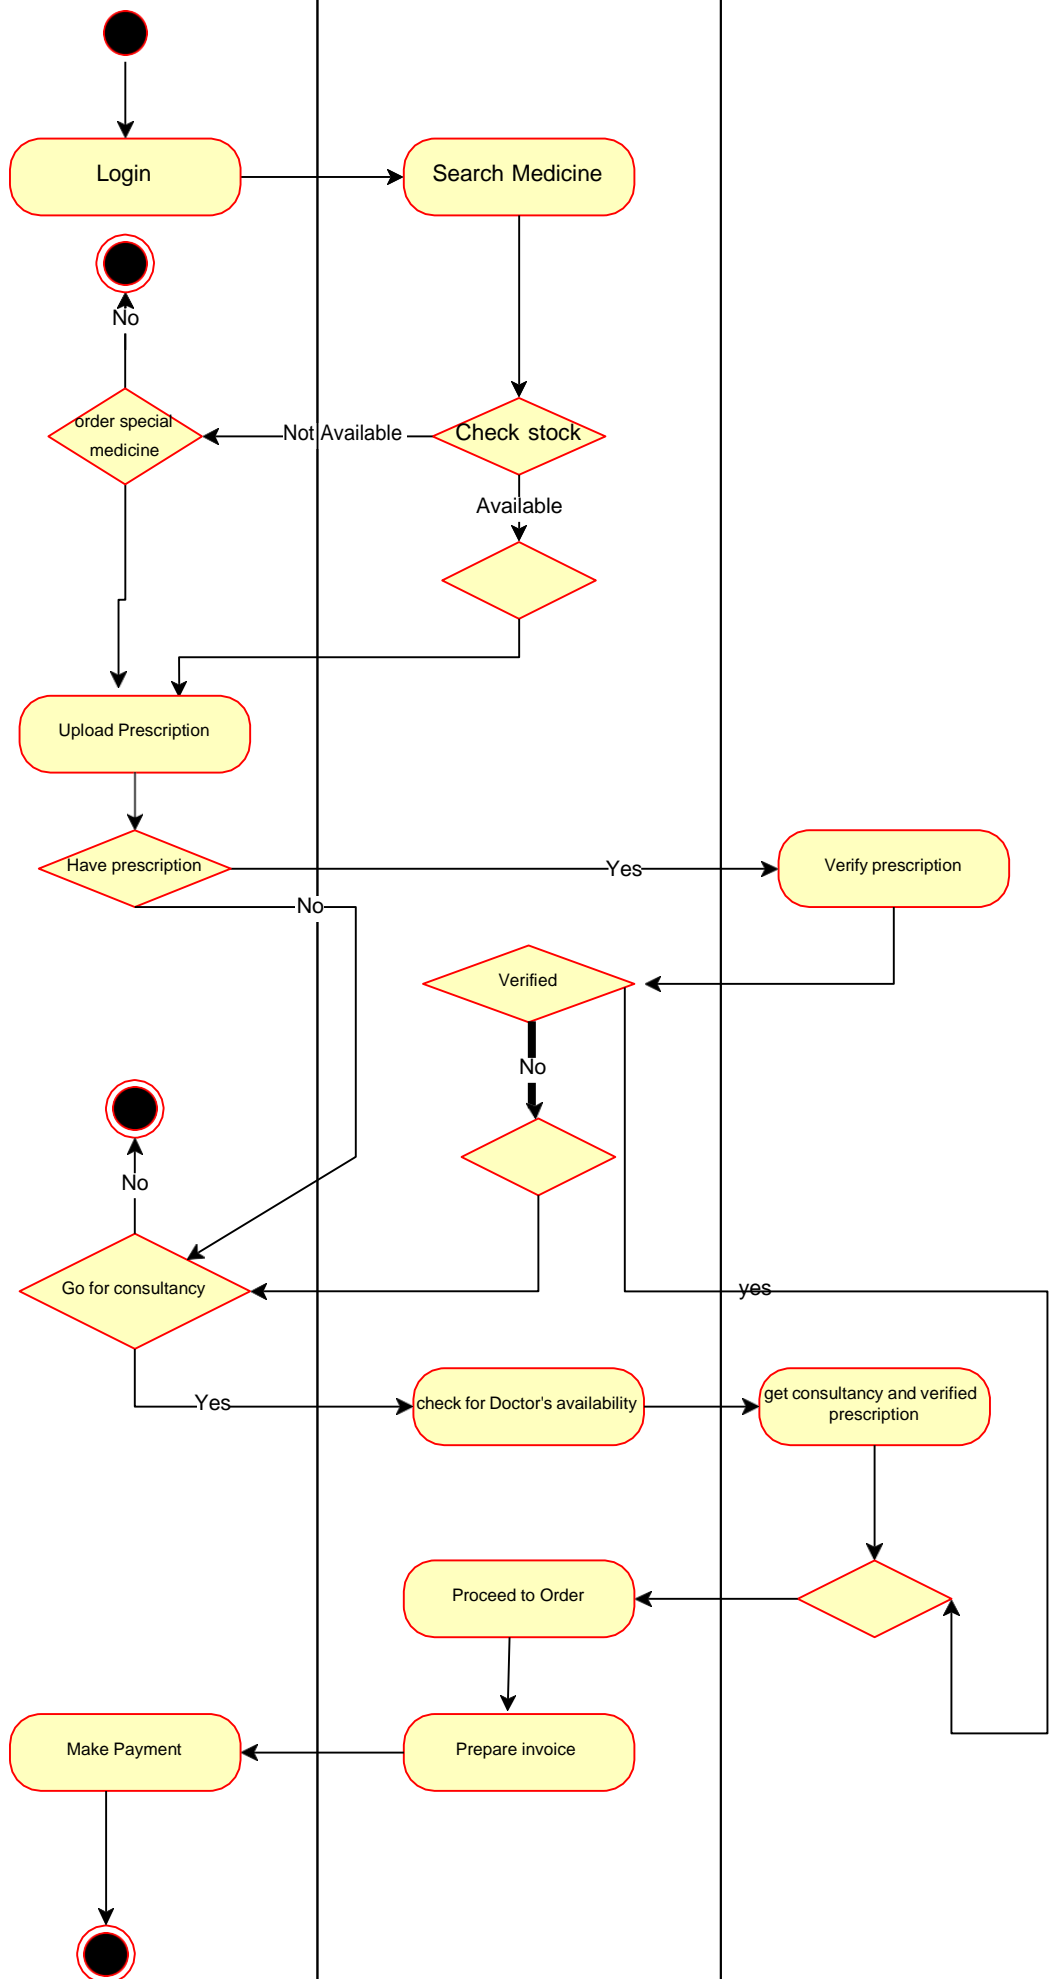 Login
Search Medicine
No
order special
medicine
Not Available
Check stock
Available
Upload Prescription
Have prescription
Yes
Verify prescription
No
Verified
No
No
Go for consultancy
yes
Yes
check for Doctor's availability
get consultancy and verified
prescription
Proceed to Order
Make Payment
Prepare invoice